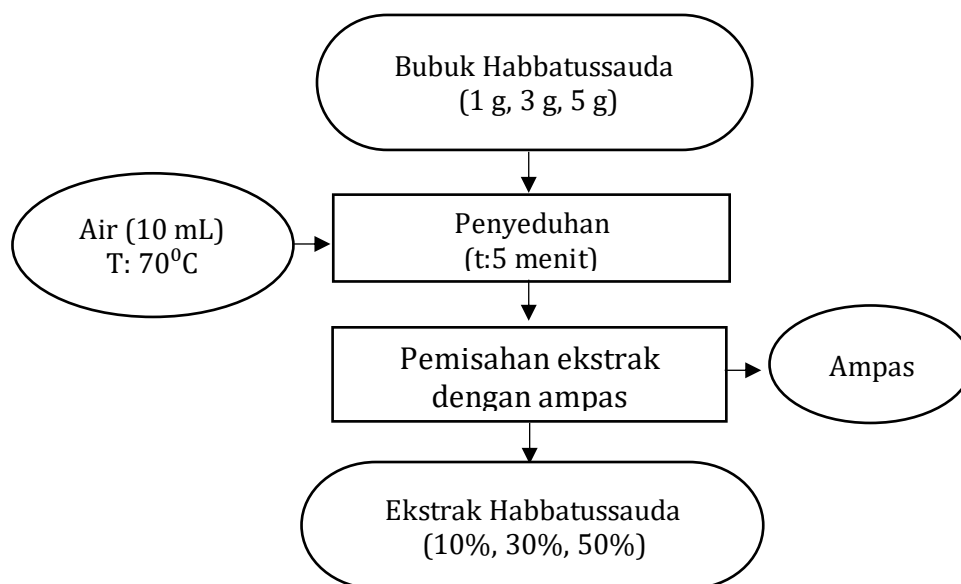 Bubuk Habbatussauda
(1 g, 3 g, 5 g)
Air (10 mL)
T: 70⁰C
Penyeduhan
(t:5 menit)
Pemisahan ekstrak
dengan ampas
Ampas
Ekstrak Habbatussauda
(10%, 30%, 50%)